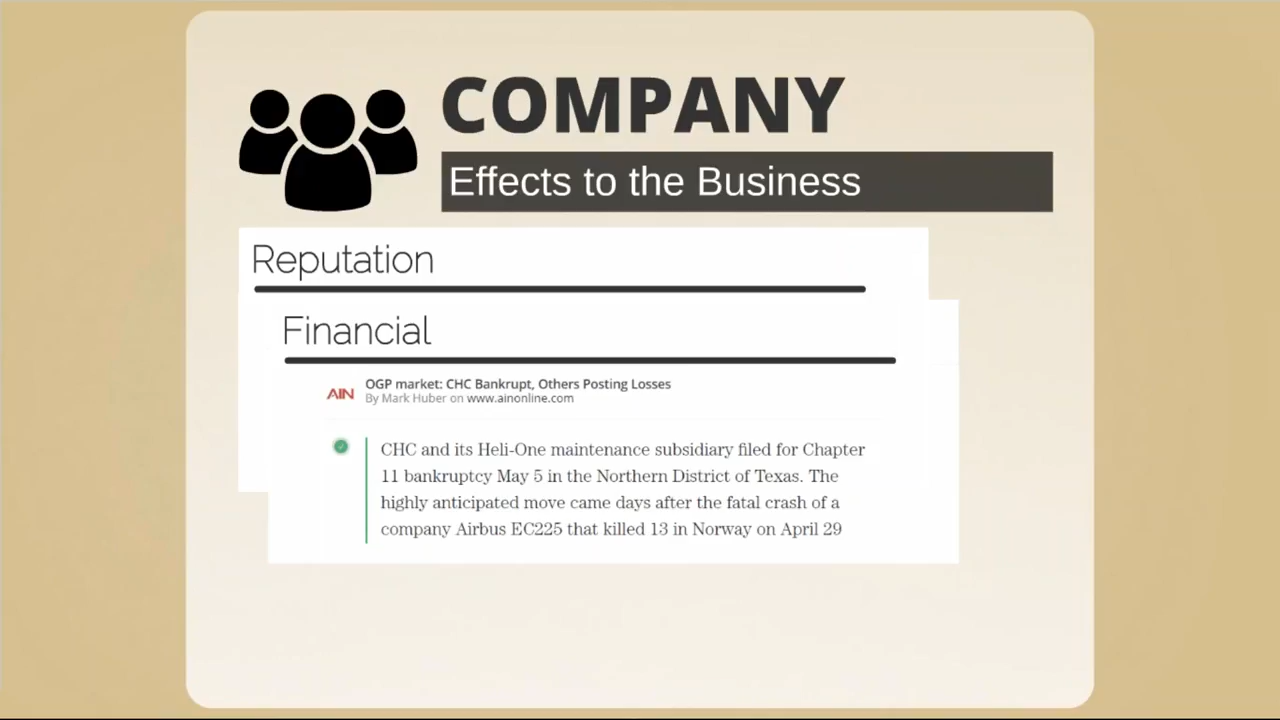 COMPANY
Effects to the Business
Reputation
Financial
AIN
OGP market: CHC Bankrupt, Others Posting Losses
By Mark Huber on www.ainonline.com
CHC and its Heli-One maintenance subsidiary filed for Chapter
11 bankruptcy May 5 in the Northern District of Texas. The
highly anticipated move came days after the fatal crash of a
company Airbus EC225 that killed 13 in Norway on April 29